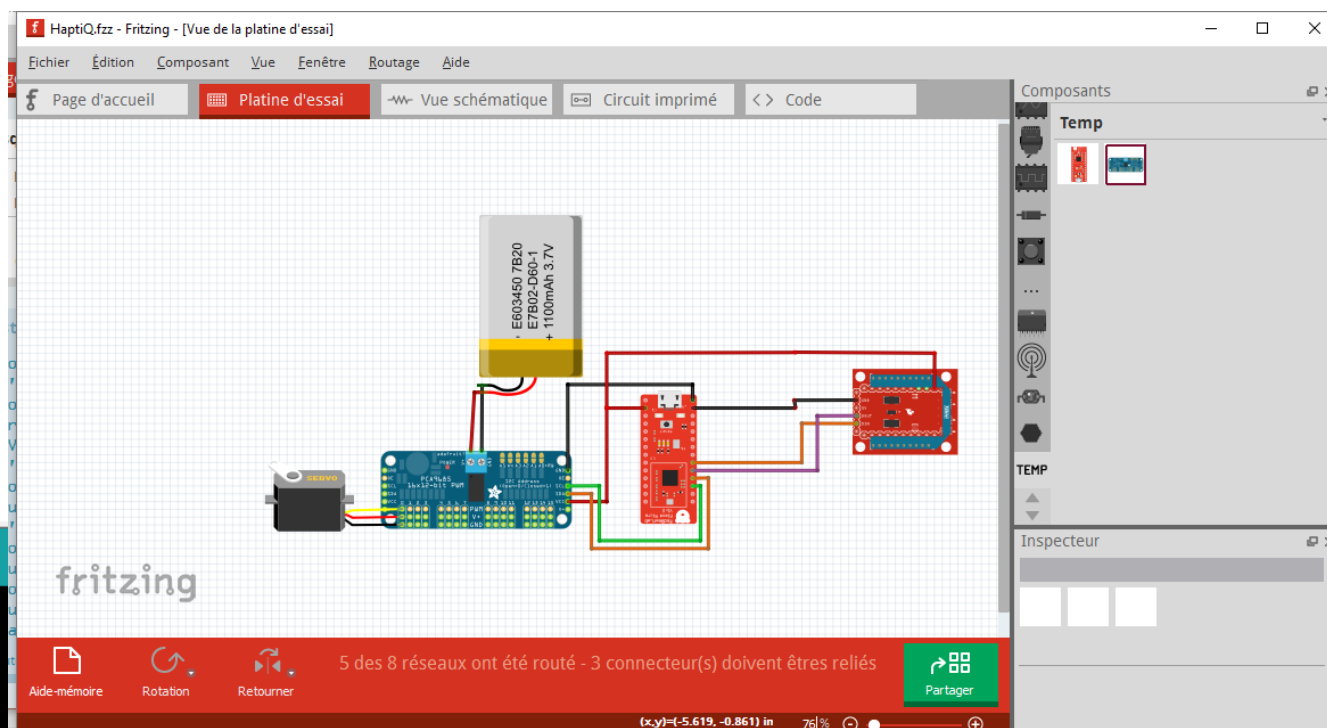 HaptiQ.fzz - Fritzing - [Vue de la platine d'essai]
Fichier Édition Composant Vue Fenêtre Routage Aide
Page d'accueil
Platine d'essai
Vue schématique
Circuit imprimé
Code
Composants
Temp
TEMP
E603450 7B20
E7B02-D60-1
- + 1100mAh 3.7V
SERVO
PCA9685
16x12-bit PWM
PWM
V+
GND
fritzing
Inspecteur
Aide-mémoire
Rotation
Retourner
5 des 8 réseaux ont été routé - 3 connecteur(s) doivent êtres reliés
Partager
(x,y)=(-5.619, -0.861) in
76 %